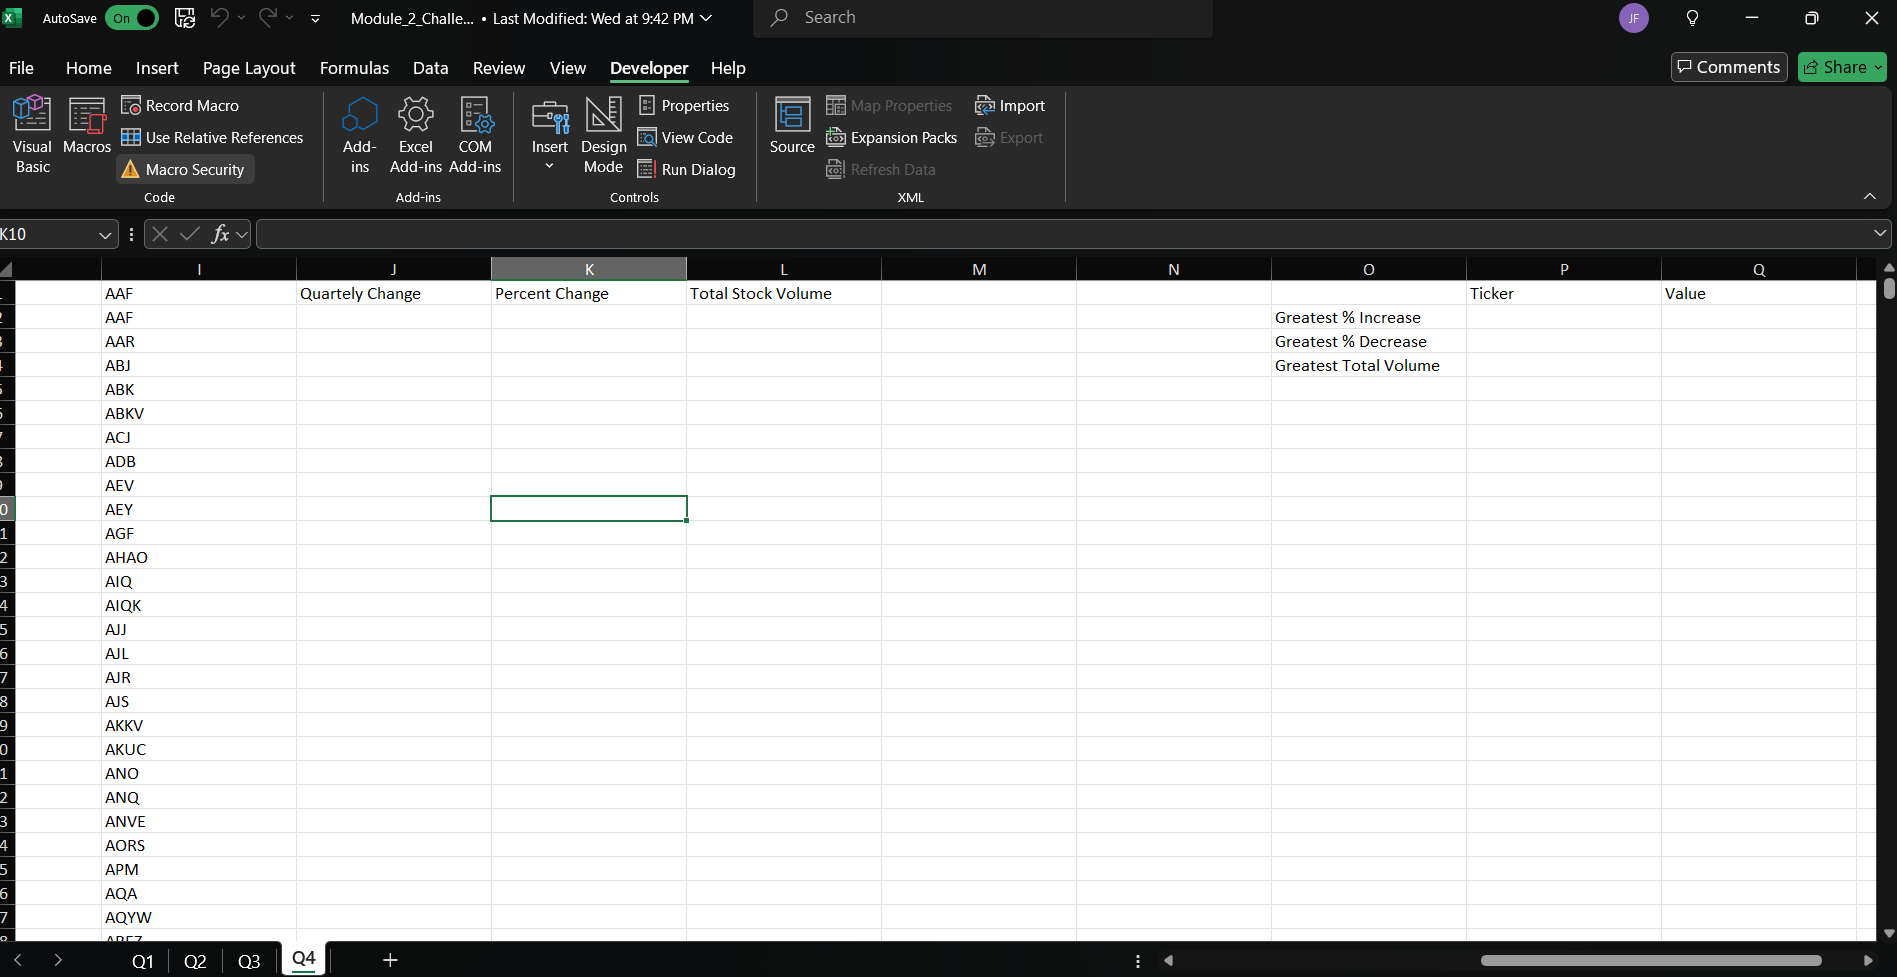 AutoSave On Module_2_Challe... • Last Modified: Wed at 9:42 PM Search JF
File Home Insert Page Layout Formulas Data Review View Developer Help Comments Share
Visual Basic
Macros
Record Macro
Use Relative References
Macro Security
Code
Add-ins
Excel Add-ins
COM Add-ins
Add-ins
Insert
Design Mode
Properties
View Code
Run Dialog
Controls
Source
Map Properties
Expansion Packs
Refresh Data
Import
Export
XML
K10 fx
I J K L M N O P Q
AAF Quartely Change Percent Change Total Stock Volume Ticker Value
AAF Greatest % Increase
AAR Greatest % Decrease
ABJ Greatest Total Volume
ABK
ABKV
ACJ
ADB
AEV
AEY
AGF
AHAO
AIQ
AIQK
AJJ
AJL
AJR
AJS
AKKV
AKUC
ANO
ANQ
ANVE
AORS
APM
AQA
AQYW
Q1 Q2 Q3 Q4